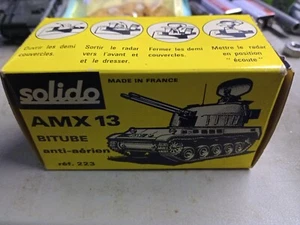 Ouvrir les demi
couvercles.
Sortir le radar
vers l'avant
et le dresser.
Fermer les demi
couvercles.
Mettre le radar
en position
" écoute "
solido
MADE IN FRANCE
AMX 13
BITUBE
anti-aérien
réf. 223